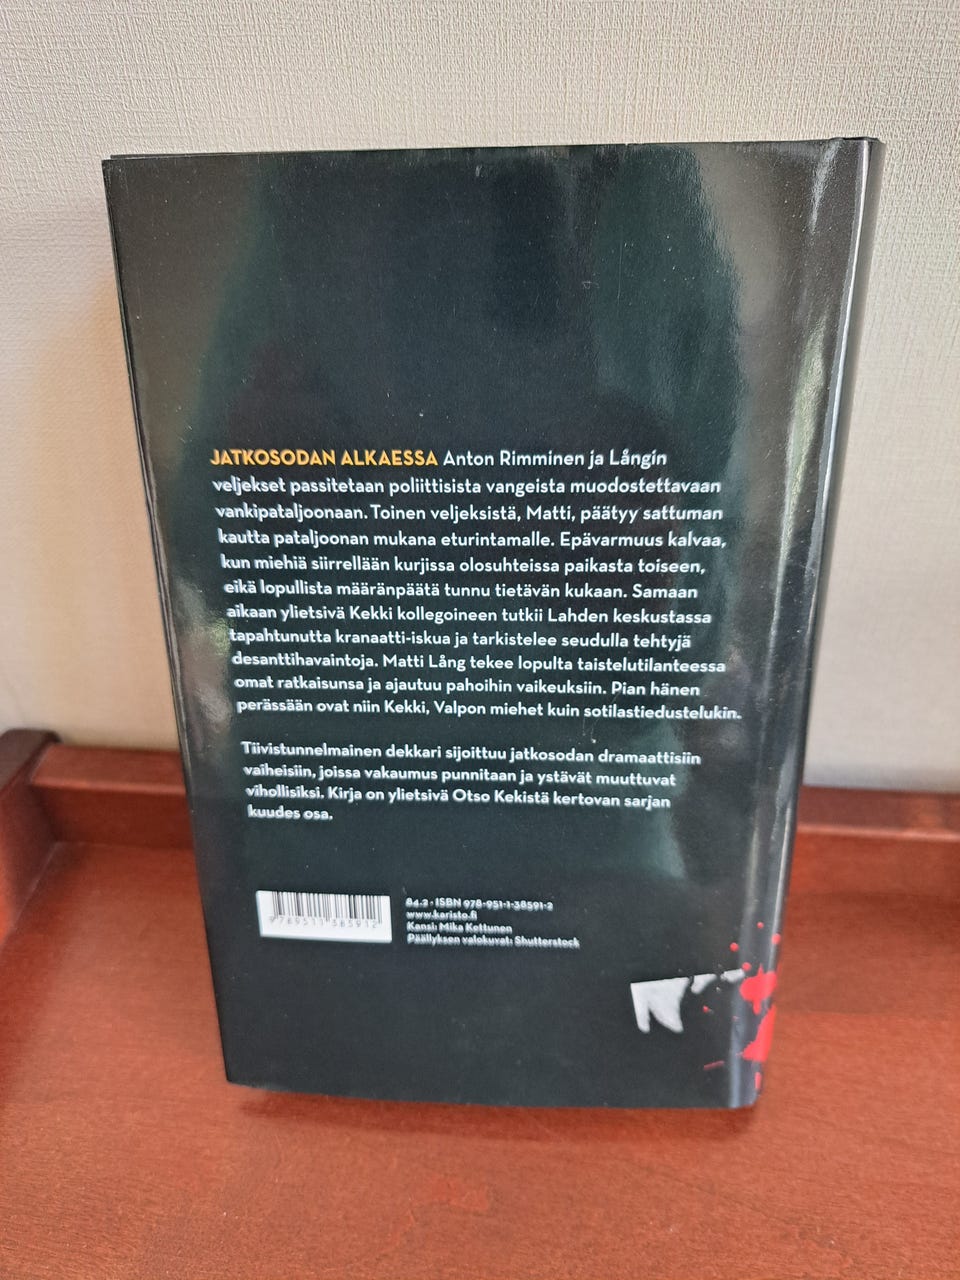 JATKOSODAN ALKAESSA Anton Rimminen ja Långin
veljekset passitetaan poliittisista vangeista muodostettavaan
vankipataljoonaan. Toinen veljeksistä, Matti, päätyy sattuman
kautta pataljoonan mukana eturintamalle. Epävarmuus kalvaa,
kun miehiä siirrellään kurjissa olosuhteissa paikasta toiseen,
eikä lopullista määränpäätä tunnu tietävän kukaan. Samaan
aikaan ylietsivä Kekki kollegoineen tutkii Lahden keskustassa
tapahtunutta kranaatti-iskua ja tarkistelee seudulla tehtyjä
desanttihavaintoja. Matti Lång tekee lopulta taistelutilanteessa
omat ratkaisunsa ja ajautuu pahoihin vaikeuksiin. Pian hänen
perässään ovat niin Kekki, Valpon miehet kuin sotilastiedustelukin.
Tiivistunnelmainen dekkari sijoittuu jatkosodan dramaattisiin
vaiheisiin, joissa vakaumus punnitaan ja ystävät muuttuvat
vihollisiksi. Kirja on ylietsivä Otso Kekistä kertovan sarjan
kuudes osa.
84.2 · ISBN 978-951-1-38591-2
www.karisto.fi
Kansi: Mika Kettunen
Päällyksen valokuvat: Shutterstock
9 789511 385912